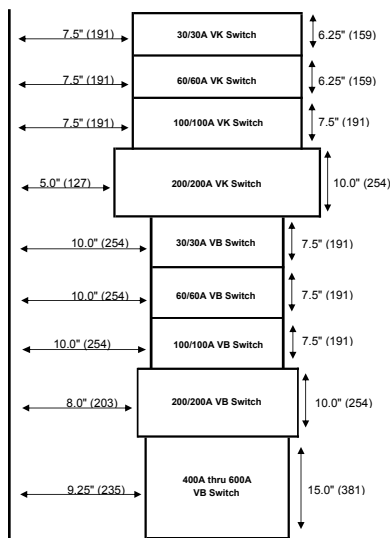 7.5" (191) 30/30A VK Switch 6.25" (159)
7.5" (191) 60/60A VK Switch 6.25" (159)
7.5" (191) 100/100A VK Switch 7.5" (191)
5.0" (127) 200/200A VK Switch 10.0" (254)
10.0" (254) 30/30A VB Switch 7.5" (191)
10.0" (254) 60/60A VB Switch 7.5" (191)
10.0" (254) 100/100A VB Switch 7.5" (191)
8.0" (203) 200/200A VB Switch 10.0" (254)
400A thru 600A
9.25" (235) VB Switch 15.0" (381)